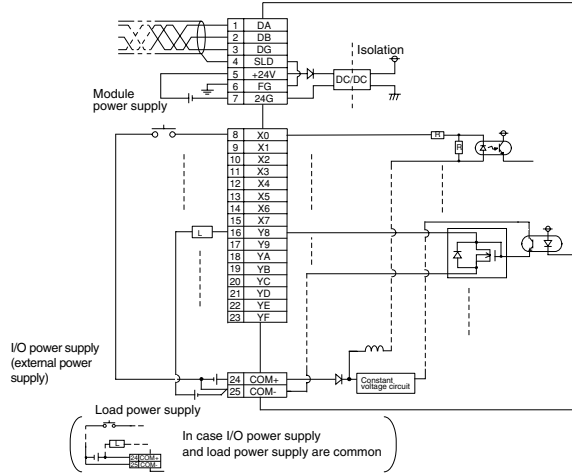 1 DA
2 DB
3 DG
4 SLD
5 +24V
6 FG
7 24G
Isolation
DC/DC
Module
power supply
8 X0
9 X1
10 X2
11 X3
12 X4
13 X5
14 X6
15 X7
16 Y8
17 Y9
18 YA
19 YB
20 YC
21 YD
22 YE
23 YF
R
R
L
I/O power supply
(external power
supply)
24 COM+
25 COM-
Constant
voltage circuit
Load power supply
L
24 COM+
25 COM-
In case I/O power supply
and load power supply are common